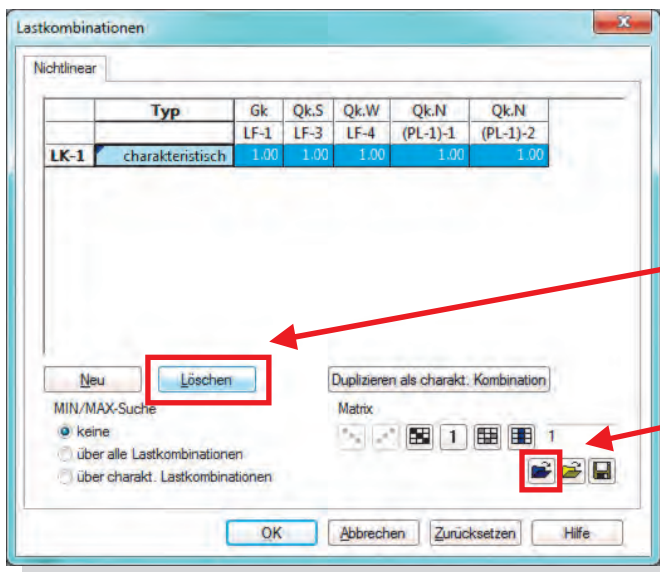 Lastkombinationen
Nichtlinear
Typ Gk Qk.S Qk.W Qk.N Qk.N
LF-1 LF-3 LF-4 (PL-1)-1 (PL-1)-2
LK-1 charakteristisch 1.00 1.00 1.00 1.00 1.00
Neu Löschen Duplizieren als charakt. Kombination
MIN/MAX-Suche Matrix
keine 1 1
über alle Lastkombinationen
über charakt. Lastkombinationen
OK Abbrechen Zurücksetzen Hilfe